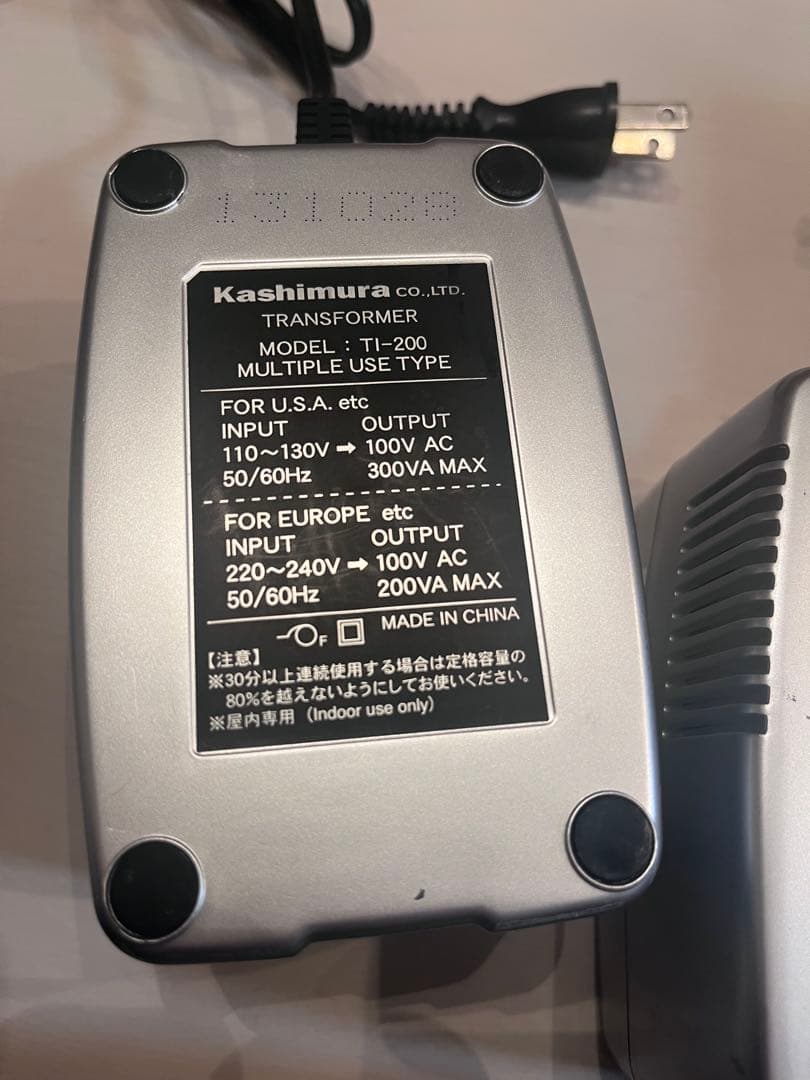 131028
Kashimura CO.,LTD.
TRANSFORMER
MODEL : TI-200
MULTIPLE USE TYPE
FOR U.S.A. etc
INPUT OUTPUT
110～130V ➡ 100V AC
50/60Hz 300VA MAX
FOR EUROPE etc
INPUT OUTPUT
220～240V ➡ 100V AC
50/60Hz 200VA MAX
F MADE IN CHINA
【注意】
※30分以上連続使用する場合は定格容量の
80%を越えないようにしてお使いください。
※屋内専用 (Indoor use only)